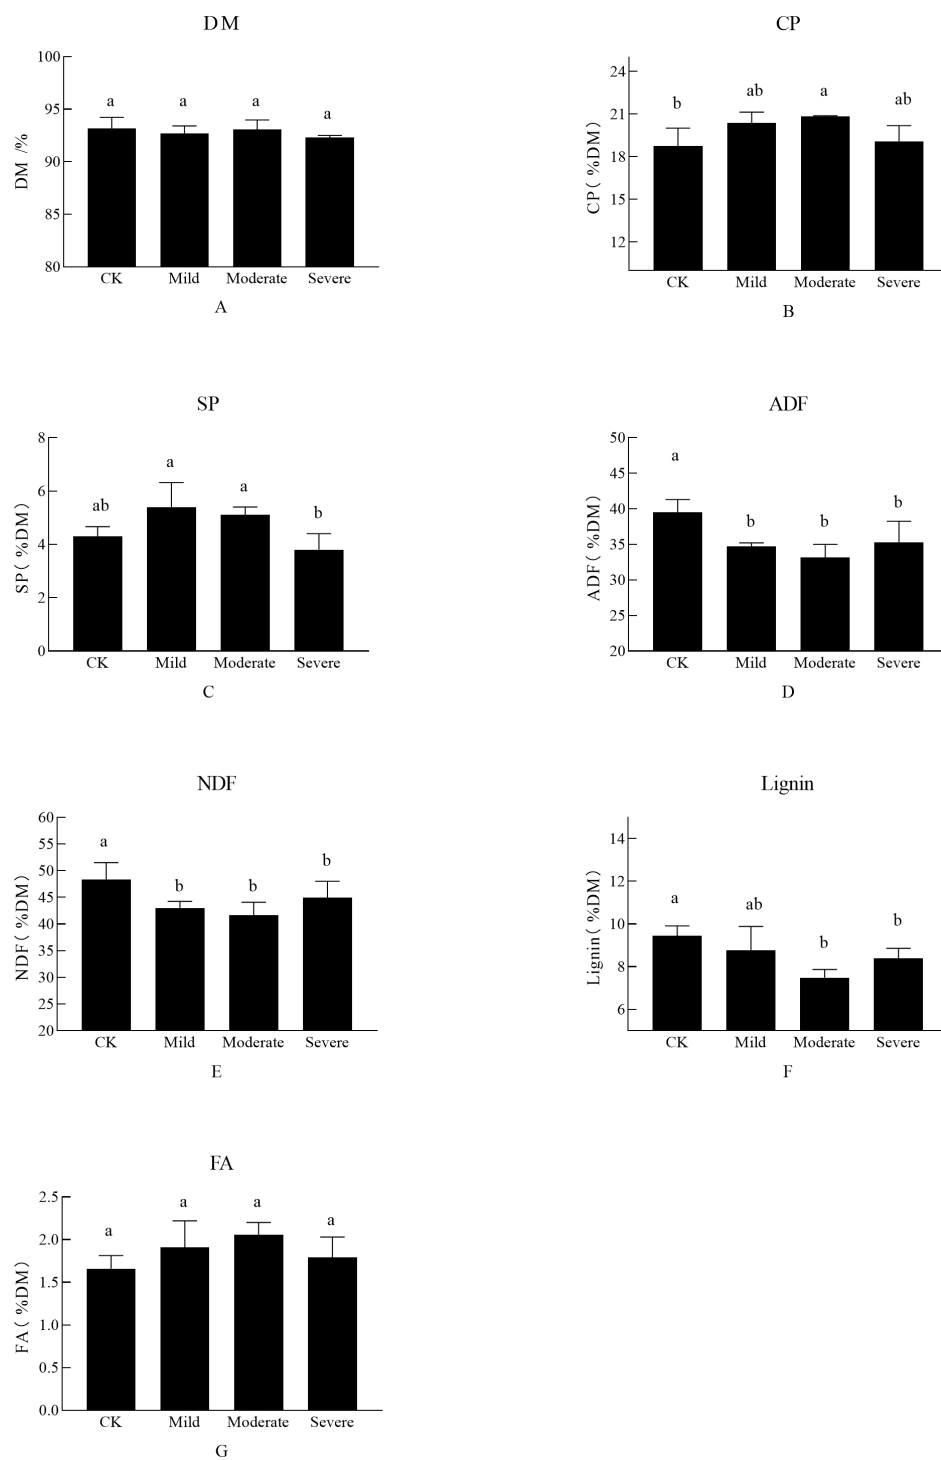 DM
DM /%
100
95
90
85
80
a
a
a
a
CK
Mild
Moderate
Severe
A
CP
CP( %DM)
24
21
18
15
12
b
ab
a
ab
CK
Mild
Moderate
Severe
B
SP
SP( %DM)
8
6
4
2
0
ab
a
a
b
CK
Mild
Moderate
Severe
C
ADF
ADF( %DM)
50
45
40
35
30
25
20
a
b
b
b
CK
Mild
Moderate
Severe
D
NDF
NDF( %DM)
60
55
50
45
40
35
30
25
20
a
b
b
b
CK
Mild
Moderate
Severe
E
Lignin
Lignin( %DM)
14
12
10
8
6
a
ab
b
b
CK
Mild
Moderate
Severe
F
FA
FA( %DM)
2.5
2.0
1.5
1.0
0.5
0.0
a
a
a
a
CK
Mild
Moderate
Severe
G